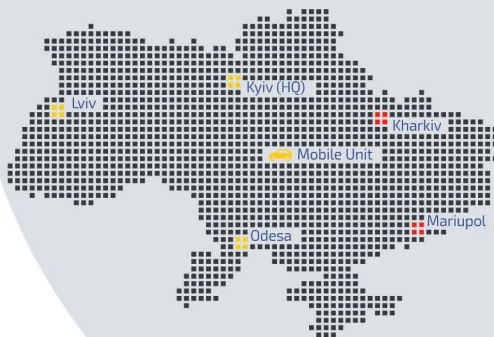 Kyiv (HQ)
Lviv
Kharkiv
Mobile Unit
Mariupol
Odesa